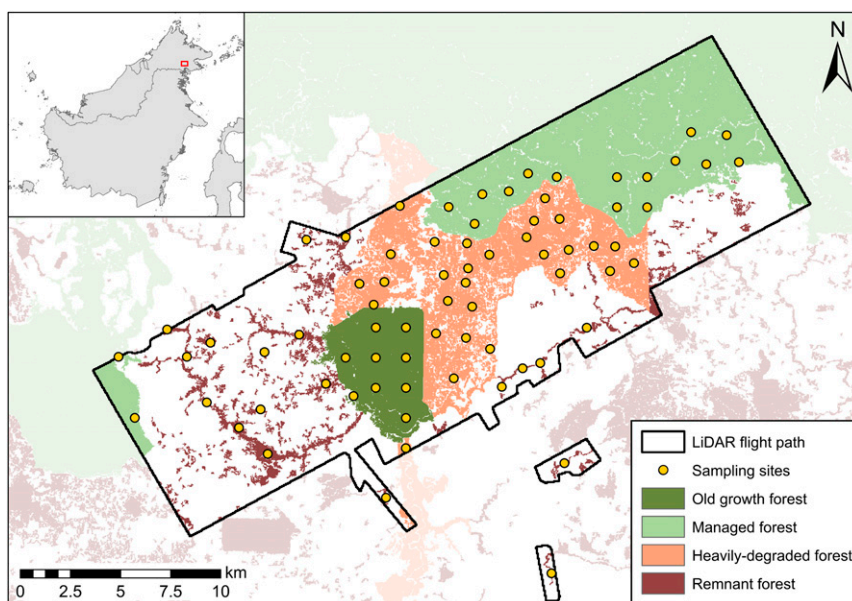 N
LiDAR flight path
Sampling sites
Old growth forest
Managed forest
Heavily-degraded forest
Remnant forest
km
0 2.5 5 7.5 10